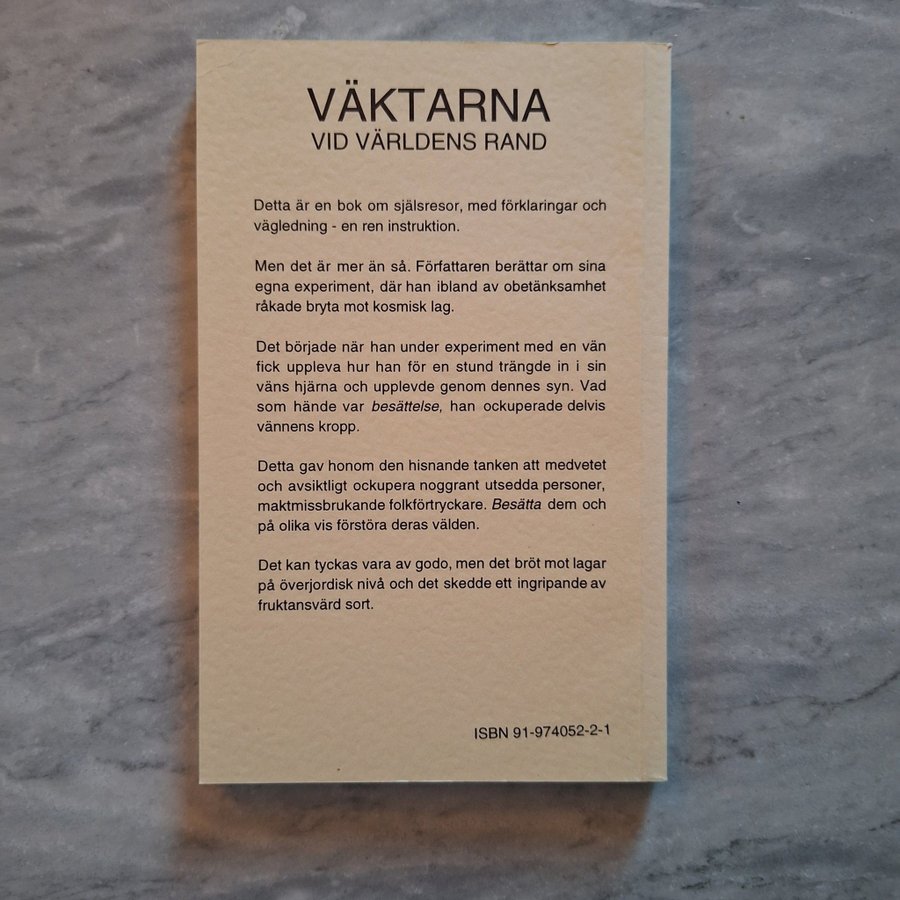 VÄKTARNA
VID VÄRLDENS RAND
Detta är en bok om själsresor, med förklaringar och
vägledning - en ren instruktion.
Men det är mer än så. Författaren berättar om sina
egna experiment, där han ibland av obetänksamhet
råkade bryta mot kosmisk lag.
Det började när han under experiment med en vän
fick uppleva hur han för en stund trängde in i sin
väns hjärna och upplevde genom dennes syn. Vad
som hände var besättelse, han ockuperade delvis
vännens kropp.
Detta gav honom den hisnande tanken att medvetet
och avsiktligt ockupera noggrant utsedda personer,
maktmissbrukande folkförtryckare. Besätta dem och
på olika vis förstöra deras välden.
Det kan tyckas vara av godo, men det bröt mot lagar
på överjordisk nivå och det skedde ett ingripande av
fruktansvärd sort.
ISBN 91-974052-2-1